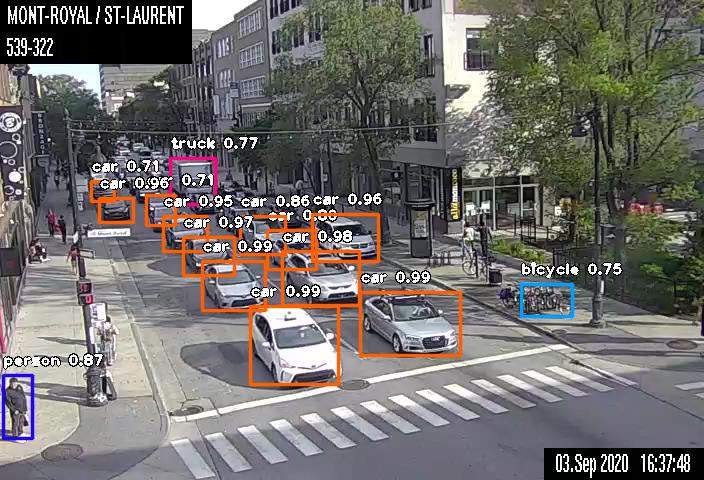 MONT-ROYAL / ST-LAURENT
539-322
truck 0.77
car 0.71
car 0.96
0.71
car 0.95
car 0.86
car 0.96
car 0.97
car 0.98
car 0.99
car 0.99
car 0.99
bicycle 0.75
person 0.87
03.Sep 2020 16:37:48